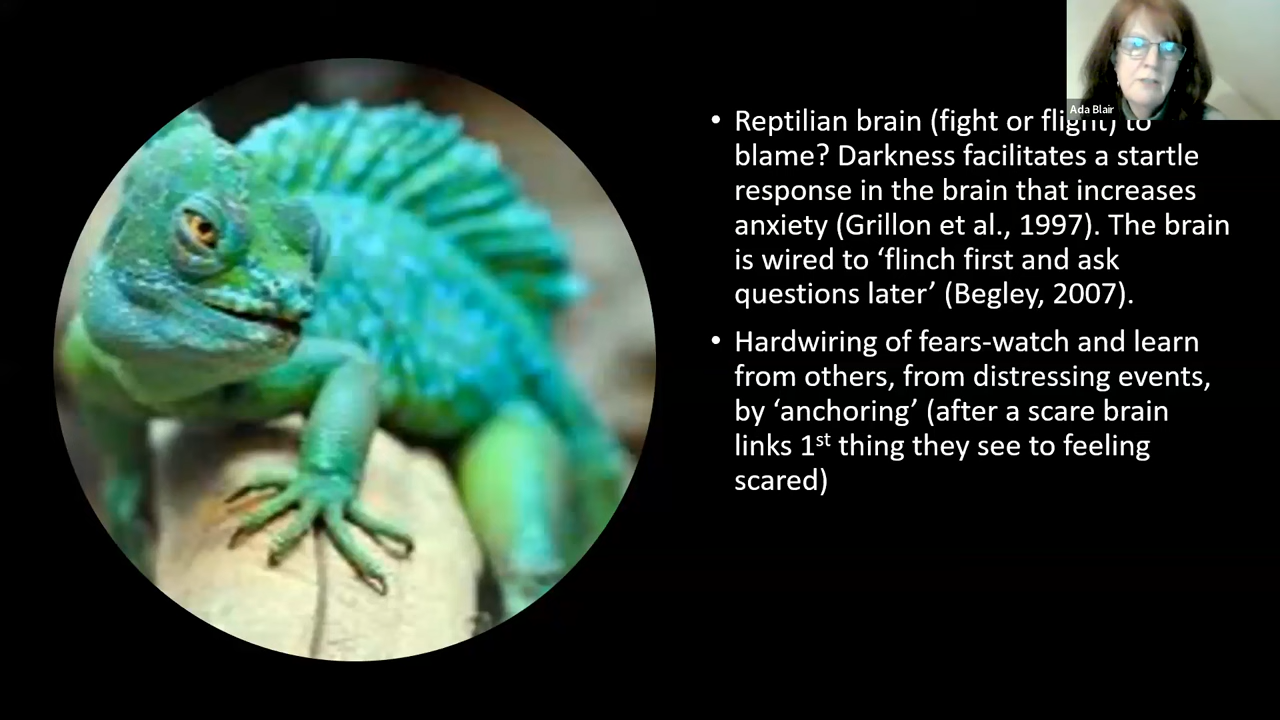 Ada Blair
• Reptilian brain (fight or flight) to
blame? Darkness facilitates a startle
response in the brain that increases
anxiety (Grillon et al., 1997). The brain
is wired to ‘flinch first and ask
questions later’ (Begley, 2007).
• Hardwiring of fears-watch and learn
from others, from distressing events,
by ‘anchoring’ (after a scare brain
links 1st thing they see to feeling
scared)